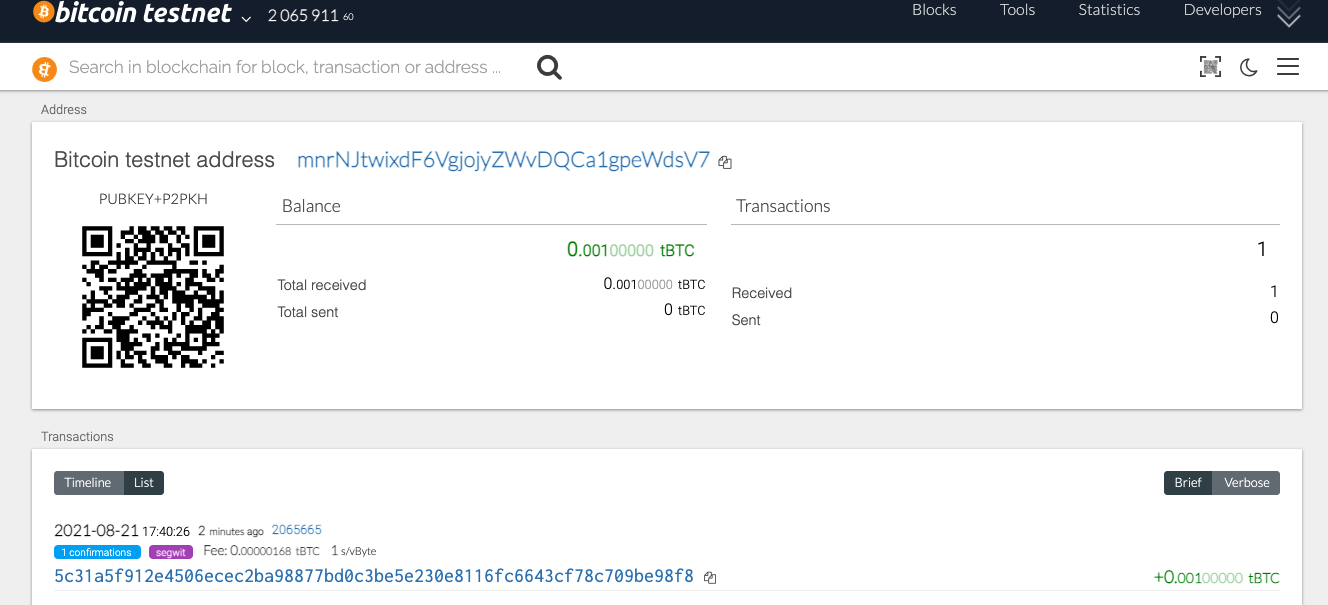 bitcoin testnet 2 065 911 60 Blocks Tools Statistics Developers
Search in blockchain for block, transaction or address ...
Address
Bitcoin testnet address mnrNJtwixdF6VgjojyZWvDQCa1gpeWdsV7
PUBKEY+P2PKH
Balance
0.00100000 tBTC
Total received 0.00100000 tBTC
Total sent 0 tBTC
Transactions
1
Received 1
Sent 0
Transactions
Timeline List Brief Verbose
2021-08-21 17:40:26 2 minutes ago 2065665
1 confirmations segwit Fee: 0.00000168 tBTC 1 s/vByte
5c31a5f912e4506ecec2ba98877bd0c3be5e230e8116fc6643cf78c709be98f8 +0.00100000 tBTC